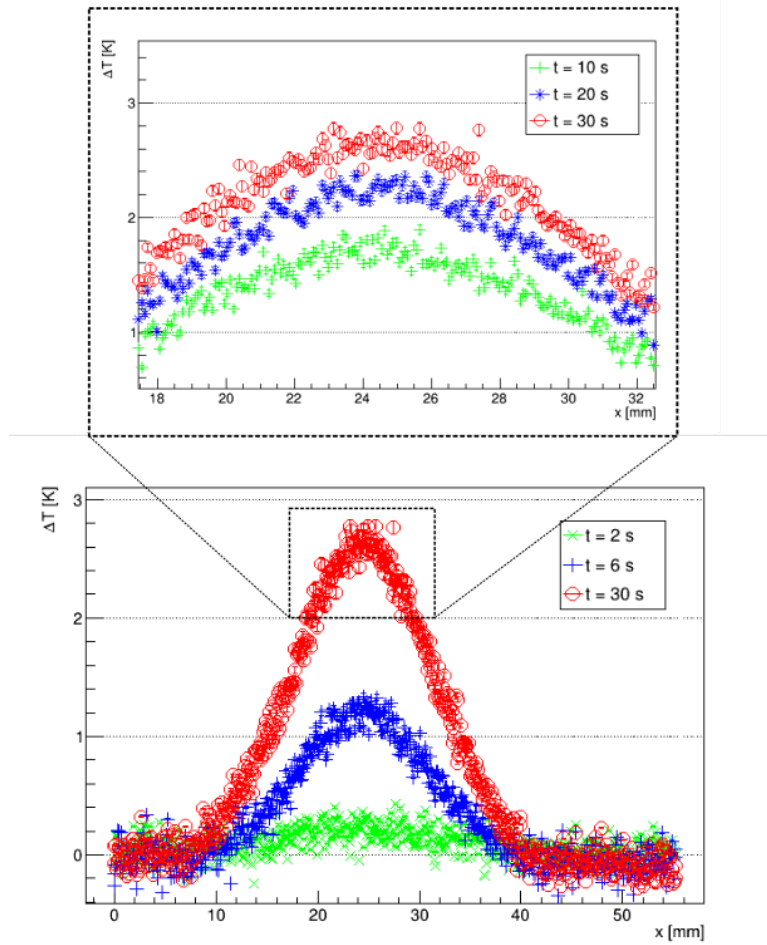 ΔT [K]
t = 10 s
t = 20 s
t = 30 s
3
2
1
18 20 22 24 26 28 30 32
x [mm]
ΔT [K]
t = 2 s
t = 6 s
t = 30 s
3
2
1
0
0 10 20 30 40 50
x [mm]